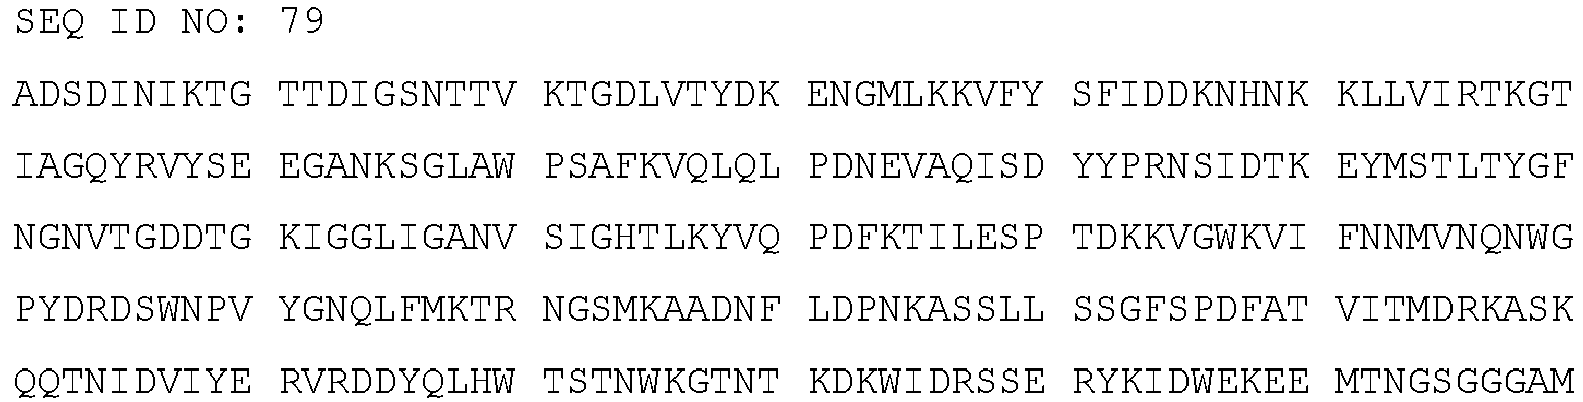 SEQ ID NO: 79
ADSDINIKTG TTDIGSNTTV KTGDLVTYDK ENGMLKKVFY SFIDDKNHNK KLLVIRTKGT
IAGQYRVYSE EGANKSGLAW PSAFKVQLQL PDNEVAQISD YYPRNSIDTK EYMSTLTYGF
NGNVTGDDTG KIGGLIGANV SIGHTLKYVQ PDFKTILESP TDKKVGWKVI FNNMVNQNWG
PYDRDSWNPV YGNQLFMKTR NGSMKAADNF LDPNKASSLL SSGFSPDFAT VITMDRKASK
QQTNIDVIYE RVRDDYQLHW TSTNWKGTNT KDKWIDRSSE RYKIDWEKEE MTNGSGGGAM